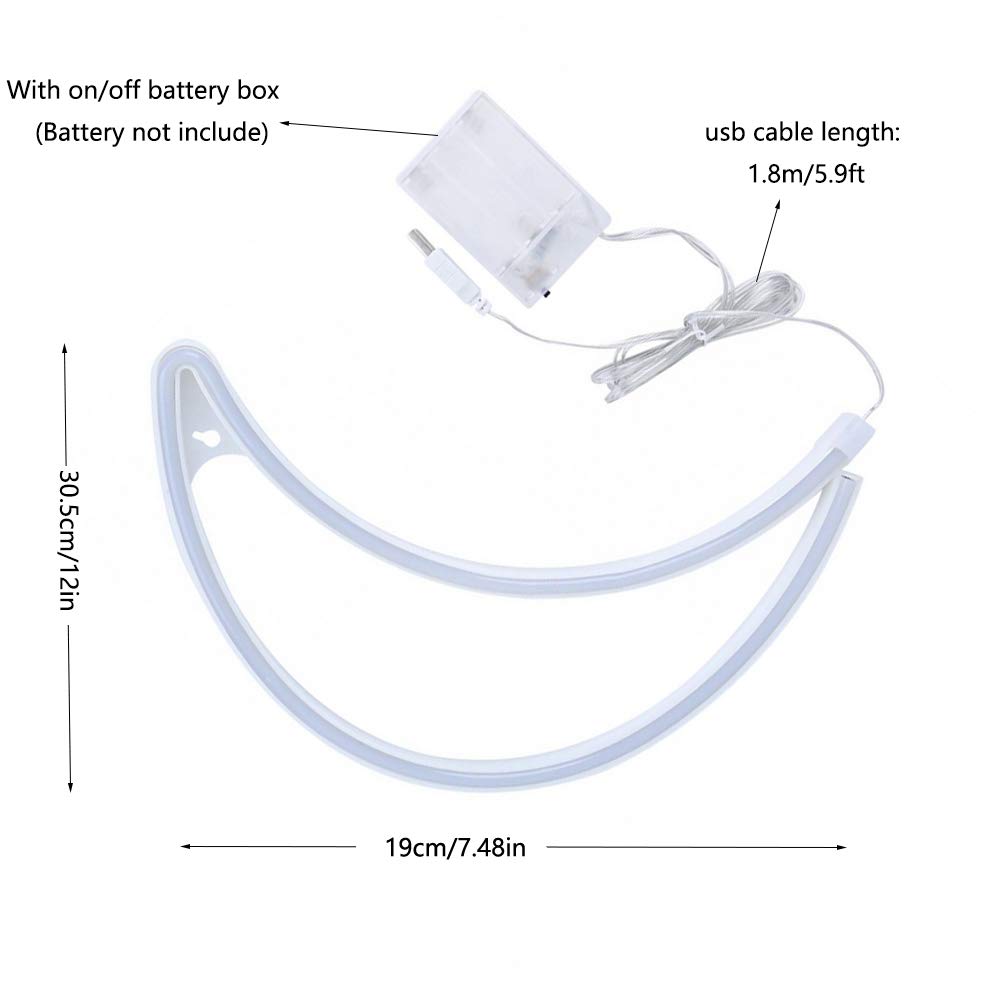 With on/off battery box
(Battery not include)
usb cable length:
1.8m/5.9ft
30.5cm/12in
19cm/7.48in